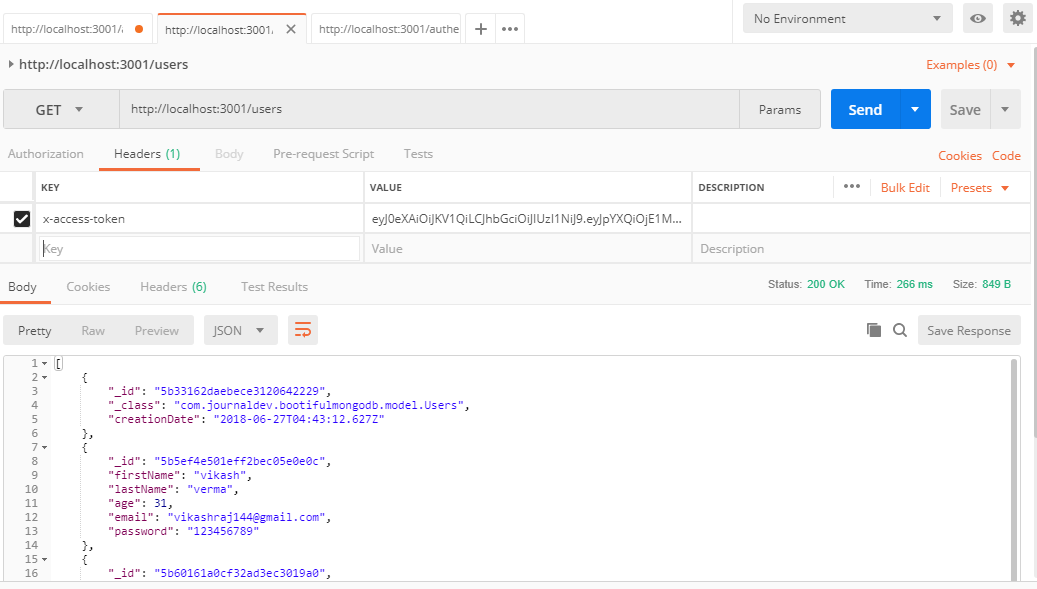 http://localhost:3001/ http://localhost:3001/ http://localhost:3001/authe No Environment
http://localhost:3001/users Examples (0)
GET http://localhost:3001/users Params Send Save
Authorization Headers (1) Body Pre-request Script Tests Cookies Code
KEY VALUE DESCRIPTION Bulk Edit Presets
x-access-token eyJ0eXAiOiJKV1QiLCJhbGciOiJIUzI1NiJ9.eyJpYXQiOjE1M...
Key Value Description
Body Cookies Headers (6) Test Results Status: 200 OK Time: 266 ms Size: 849 B
Pretty Raw Preview JSON Save Response
1 [
2 {
3 "_id": "5b33162daebece3120642229",
4 "_class": "com.journaldev.bootifulmongodb.model.Users",
5 "creationDate": "2018-06-27T04:43:12.627Z"
6 },
7 {
8 "_id": "5b5ef4e501eff2bec05e0e0c",
9 "firstName": "vikash",
10 "lastName": "verma",
11 "age": 31,
12 "email": "vikashraj144@gmail.com",
13 "password": "123456789"
14 },
15 {
16 "_id": "5b60161a0cf32ad3ec3019a0",